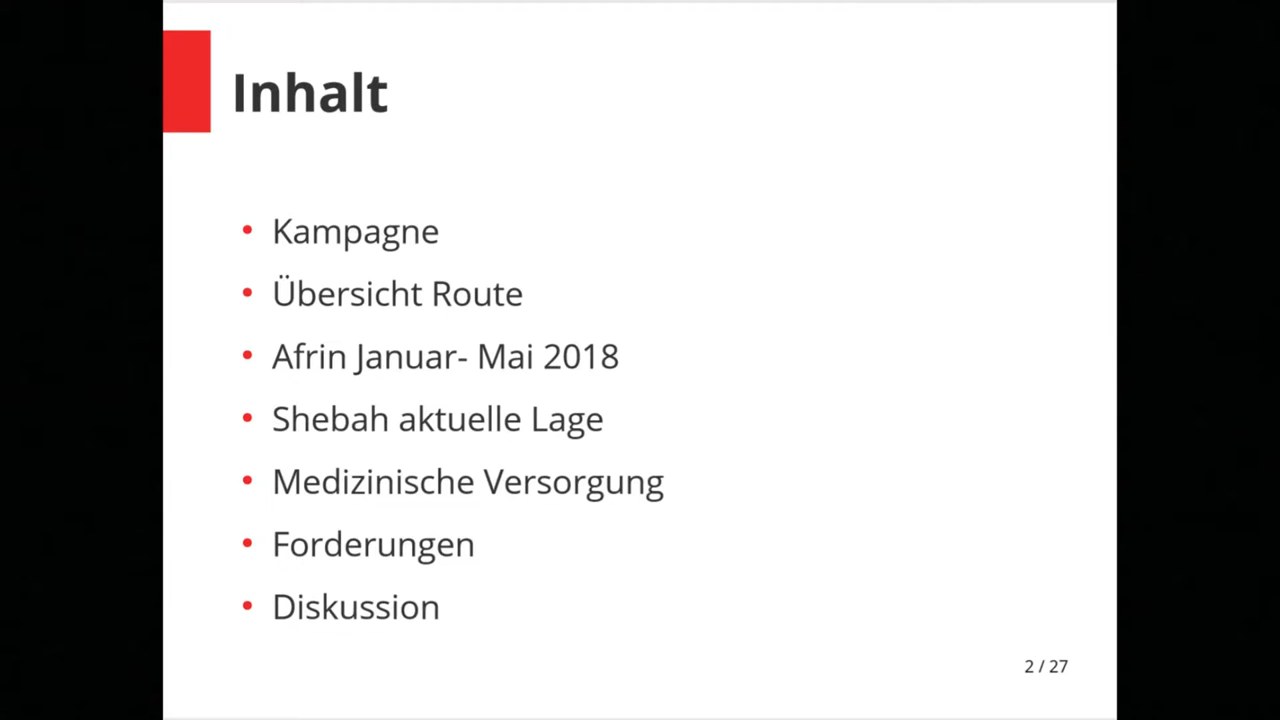 Inhalt
• Kampagne
• Übersicht Route
• Afrin Januar- Mai 2018
• Shebah aktuelle Lage
• Medizinische Versorgung
• Forderungen
• Diskussion
2 / 27